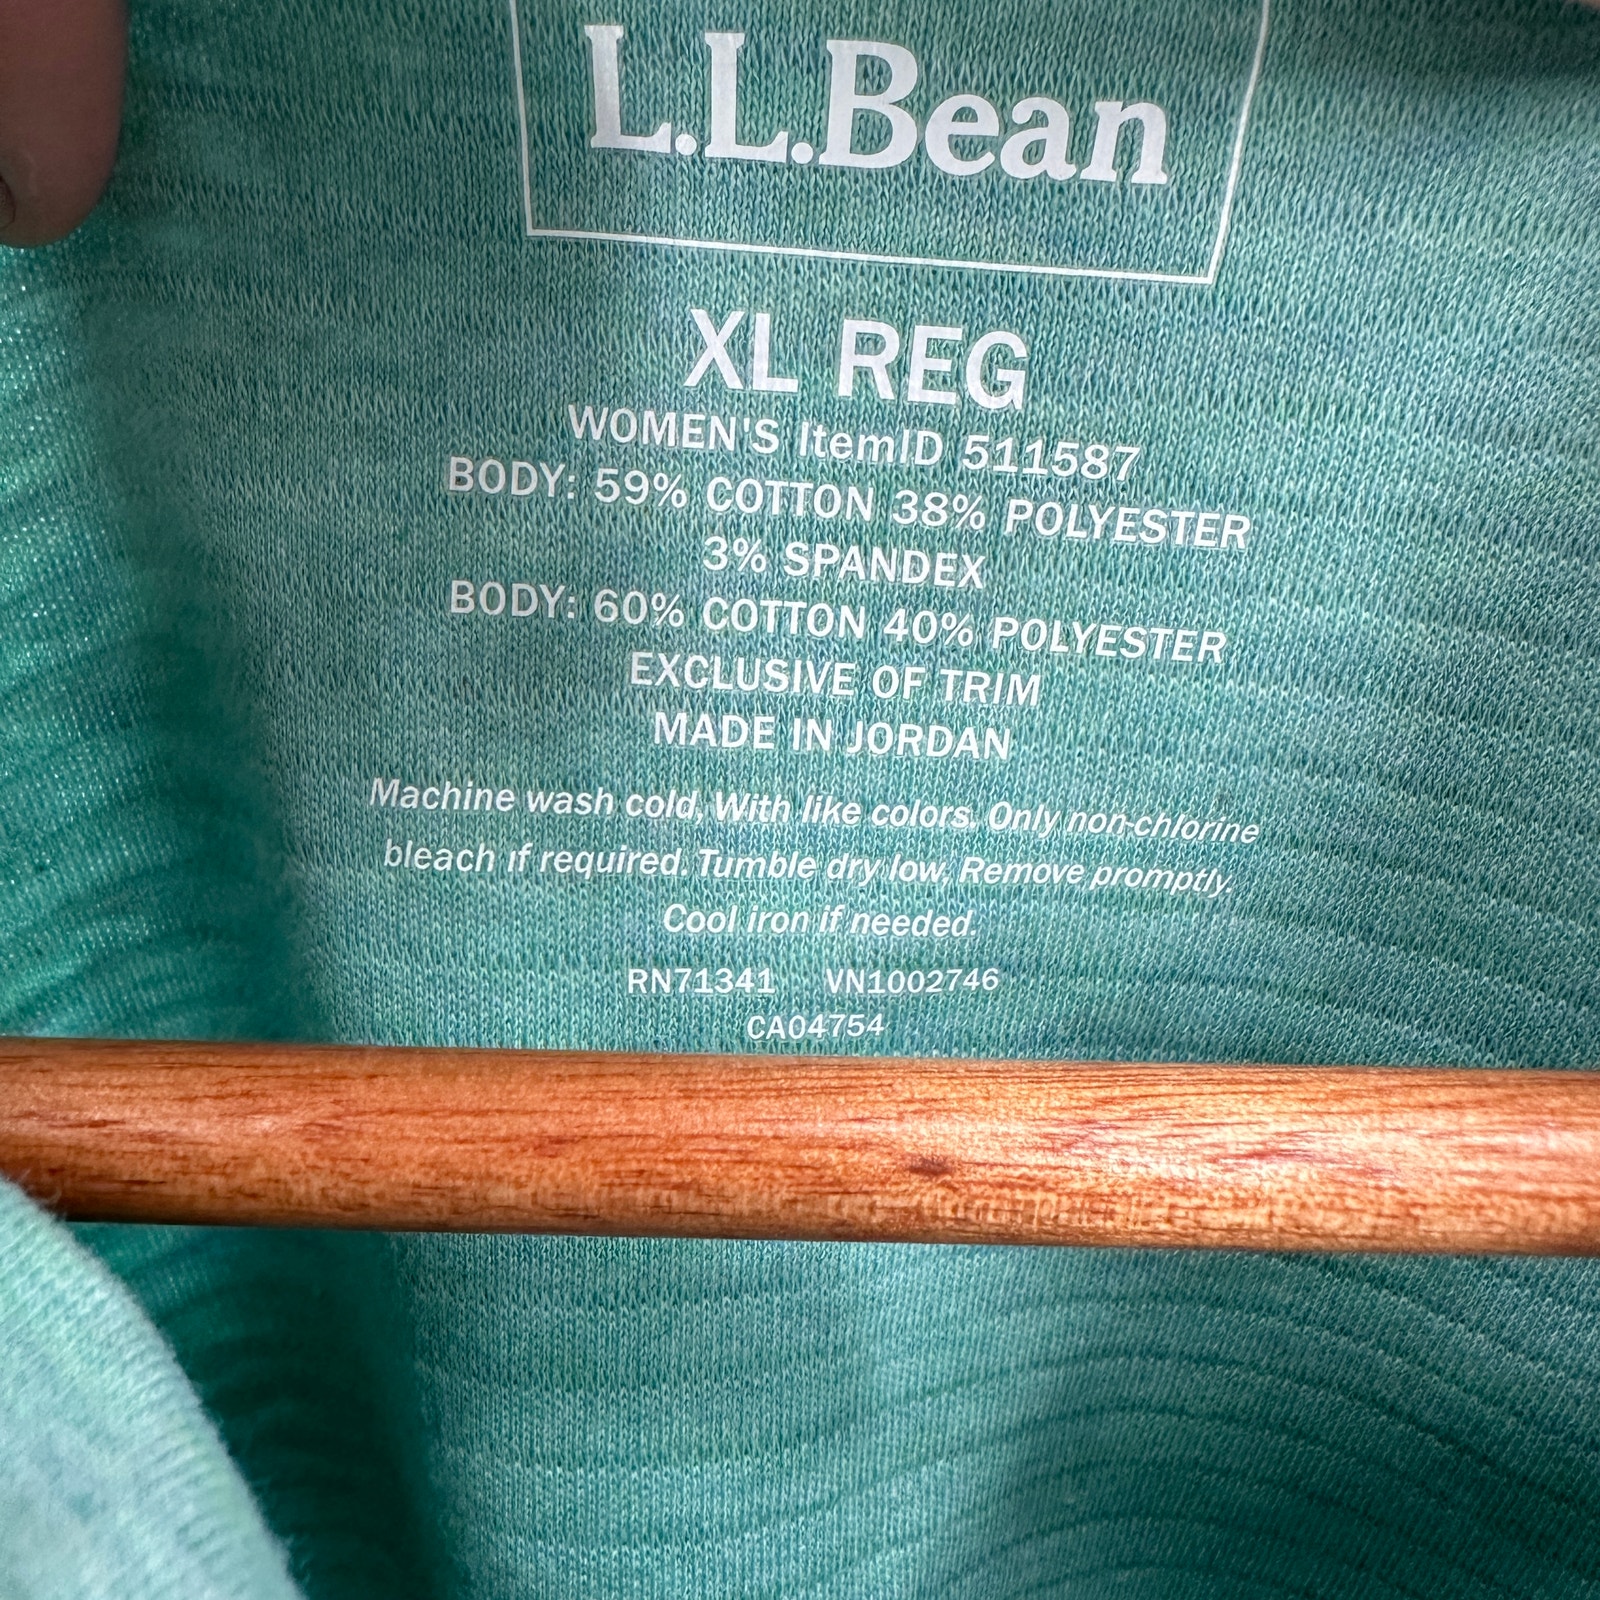 L.L.Bean
XL REG
WOMEN'S ItemID 511587
BODY: 59% COTTON 38% POLYESTER
3% SPANDEX
BODY: 60% COTTON 40% POLYESTER
EXCLUSIVE OF TRIM
MADE IN JORDAN
Machine wash cold, With like colors. Only non-chlorine
bleach if required. Tumble dry low, Remove promptly.
Cool iron if needed.
RN71341 VN1002746
CA04754